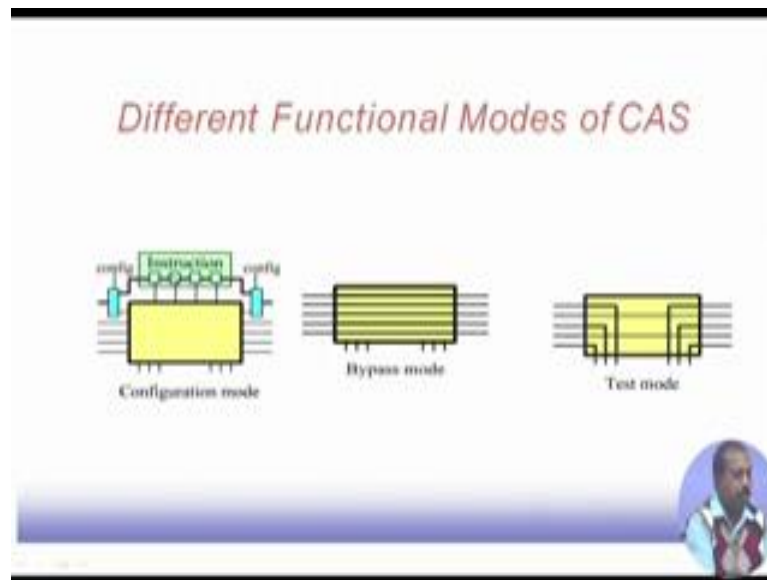 Different Functional Modes of CAS
config Instruction config
Configuration mode
Bypass mode
Test mode